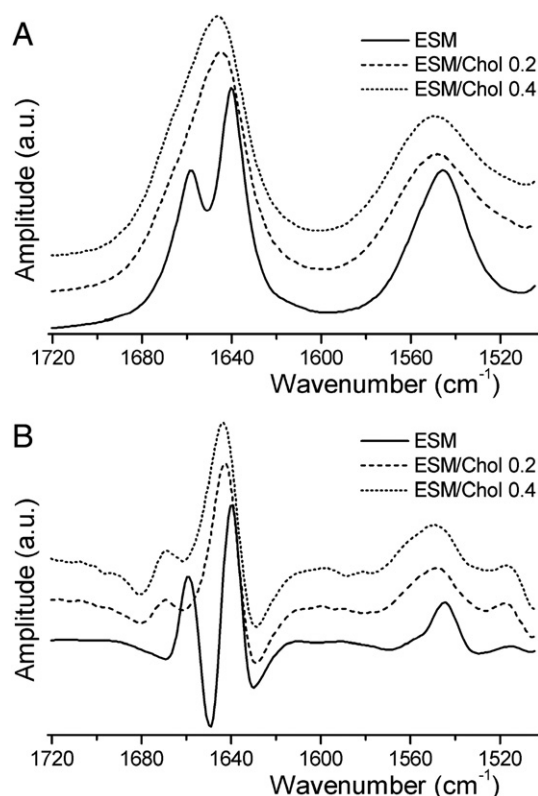 A
ESM
ESM/Chol 0.2
ESM/Chol 0.4
Amplitude (a.u.)
1720 1680 1640 1600 1560 1520
Wavenumber (cm⁻¹)
B
ESM
ESM/Chol 0.2
ESM/Chol 0.4
Amplitude (a.u.)
1720 1680 1640 1600 1560 1520
Wavenumber (cm⁻¹)